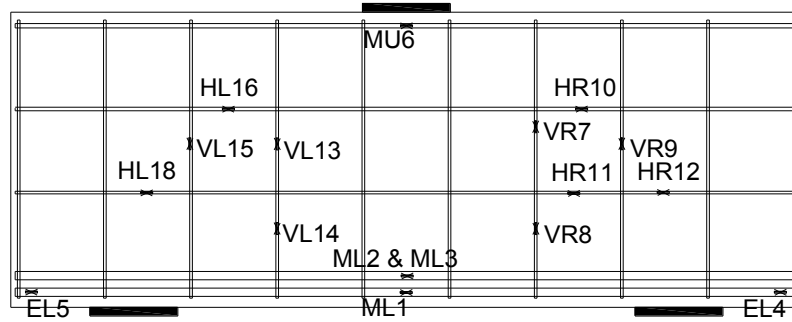 MU6
HL16
HR10
VR7
VL15
VL13
VR9
HL18
HR11
HR12
VL14
VR8
ML2 & ML3
EL5
ML1
EL4